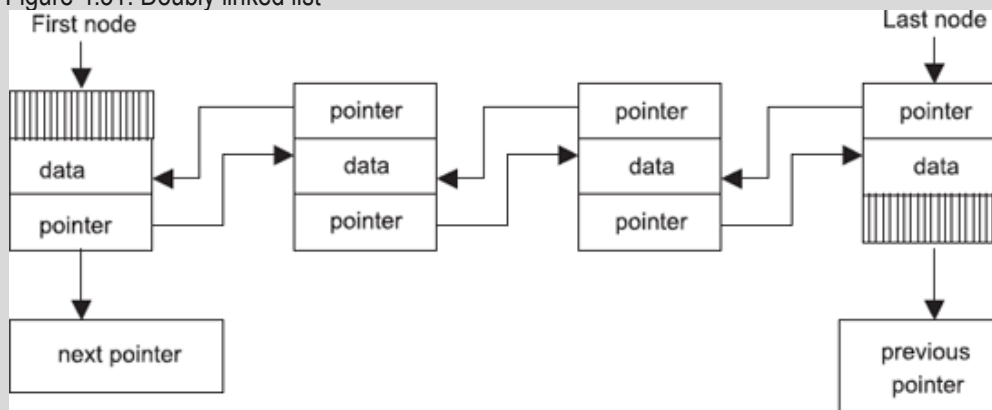 Figure 1.31: Doubly linked list
First node
Last node
pointer
pointer
pointer
data
data
data
data
pointer
pointer
pointer
next pointer
previous
pointer